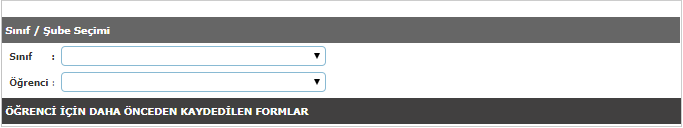 Sınıf / Şube Seçimi
Sınıf :
Öğrenci :
ÖĞRENCİ İÇİN DAHA ÖNCEDEN KAYDEDİLEN FORMLAR